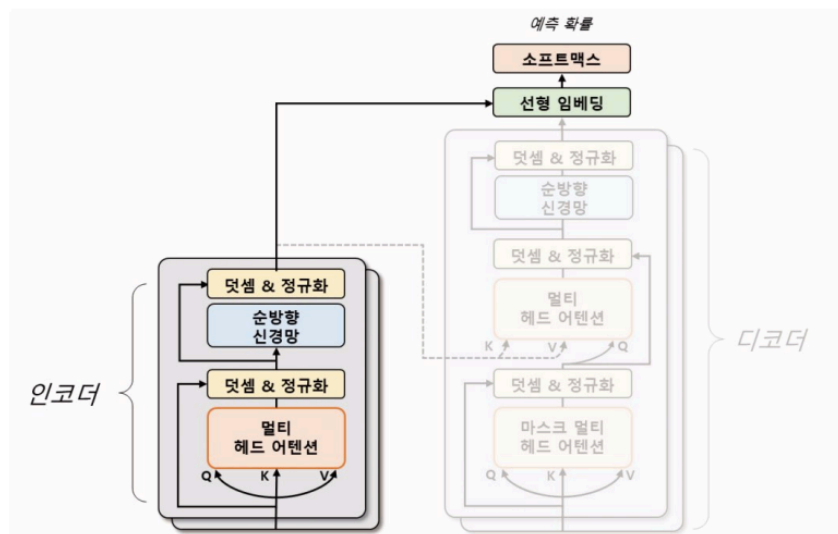 예측 확률
소프트맥스
선형 임베딩
덧셈 & 정규화
순방향
신경망
덧셈 & 정규화
멀티
헤드 어텐션
K
V
Q
덧셈 & 정규화
마스크 멀티
헤드 어텐션
Q
K
V
디코더
덧셈 & 정규화
순방향
신경망
덧셈 & 정규화
멀티
헤드 어텐션
Q
K
V
인코더